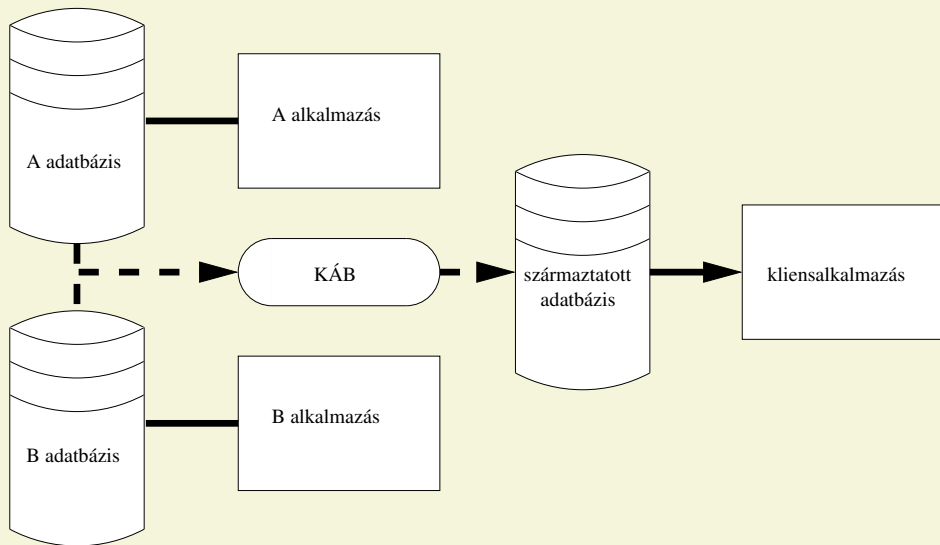 A alkalmazás
A adatbázis
KÁB
származtatott
adatbázis
kliensalkalmazás
B alkalmazás
B adatbázis